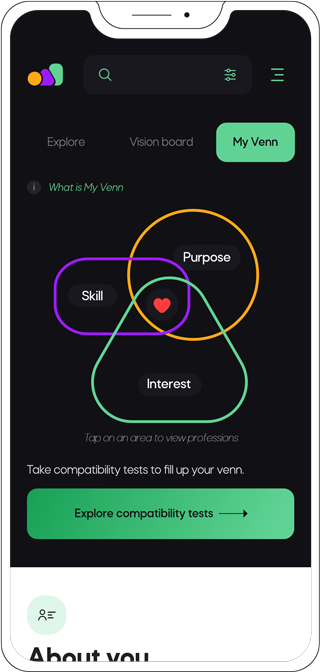 Explore
Vision board
My Venn
i
What is My Venn
Purpose
Skill
Interest
Tap on an area to view professions
Take compatibility tests to fill up your venn.
Explore compatibility tests
About you